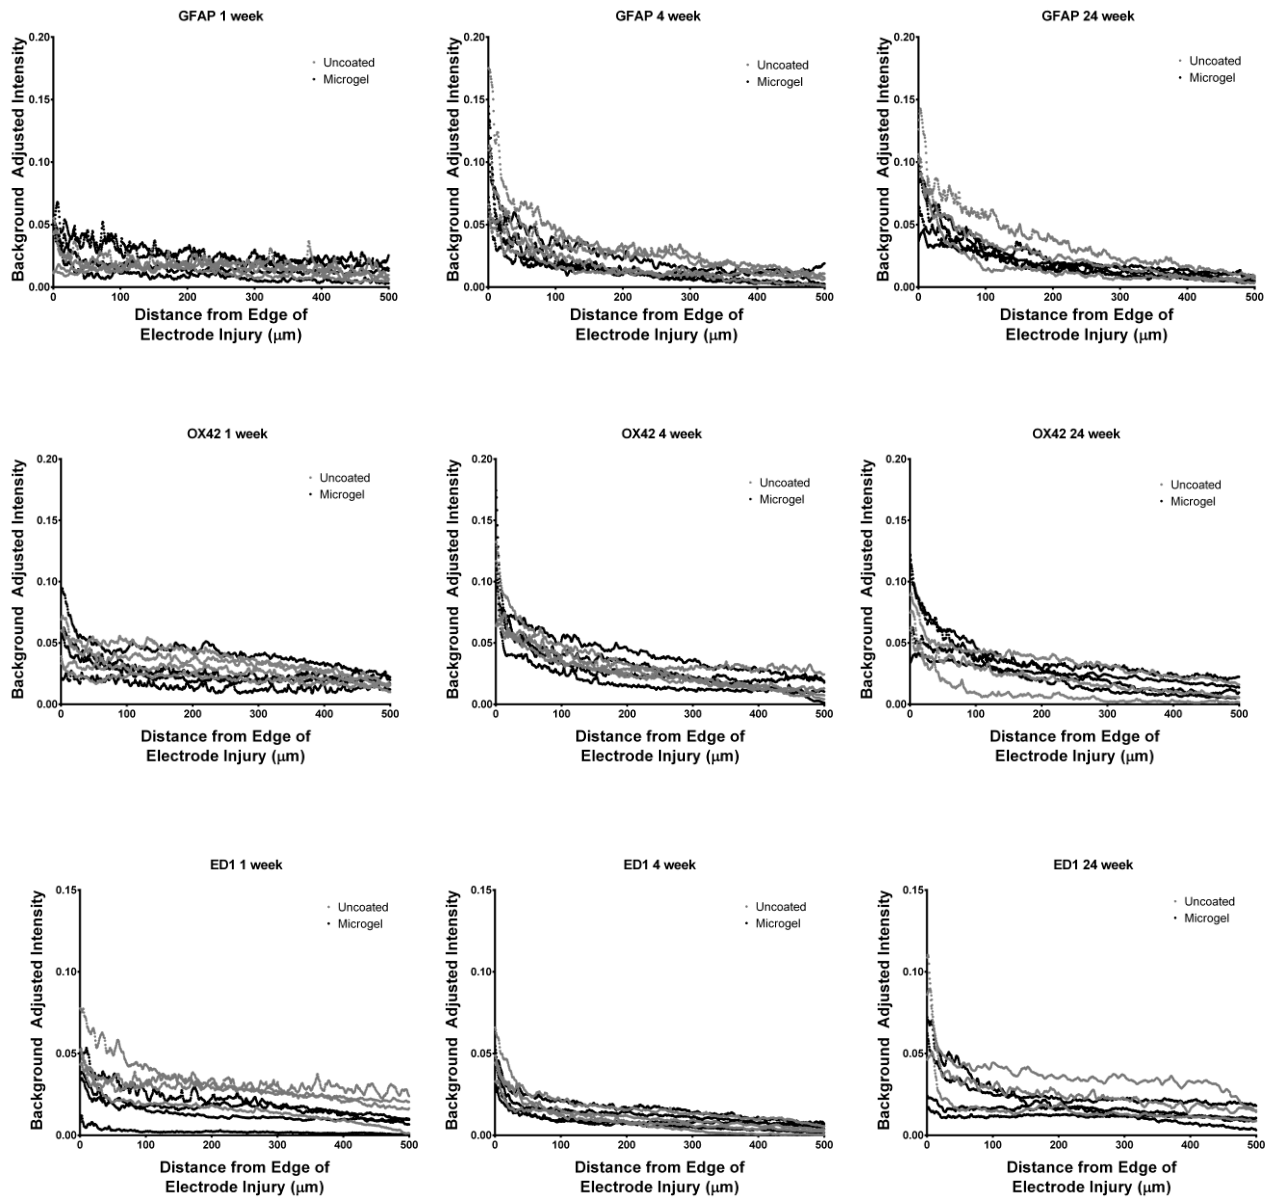 GFAP 1 week
0.20
0.15
0.10
0.05
0.00
Background Adjusted Intensity
Uncoated
Microgel
0 100 200 300 400 500
Distance from Edge of
Electrode Injury (μm)
GFAP 4 week
0.20
0.15
0.10
0.05
0.00
Background Adjusted Intensity
Uncoated
Microgel
0 100 200 300 400 500
Distance from Edge of
Electrode Injury (μm)
GFAP 24 week
0.20
0.15
0.10
0.05
0.00
Background Adjusted Intensity
Uncoated
Microgel
0 100 200 300 400 500
Distance from Edge of
Electrode Injury (μm)
OX42 1 week
0.20
0.15
0.10
0.05
0.00
Background Adjusted Intensity
Uncoated
Microgel
0 100 200 300 400 500
Distance from Edge of
Electrode Injury (μm)
OX42 4 week
0.20
0.15
0.10
0.05
0.00
Background Adjusted Intensity
Uncoated
Microgel
0 100 200 300 400 500
Distance from Edge of
Electrode Injury (μm)
OX42 24 week
0.20
0.15
0.10
0.05
0.00
Background Adjusted Intensity
Uncoated
Microgel
0 100 200 300 400 500
Distance from Edge of
Electrode Injury (μm)
ED1 1 week
0.15
0.10
0.05
0.00
Background Adjusted Intensity
Uncoated
Microgel
0 100 200 300 400 500
Distance from Edge of
Electrode Injury (μm)
ED1 4 week
0.15
0.10
0.05
0.00
Background Adjusted Intensity
Uncoated
Microgel
0 100 200 300 400 500
Distance from Edge of
Electrode Injury (μm)
ED1 24 week
0.15
0.10
0.05
0.00
Background Adjusted Intensity
Uncoated
Microgel
0 100 200 300 400 500
Distance from Edge of
Electrode Injury (μm)